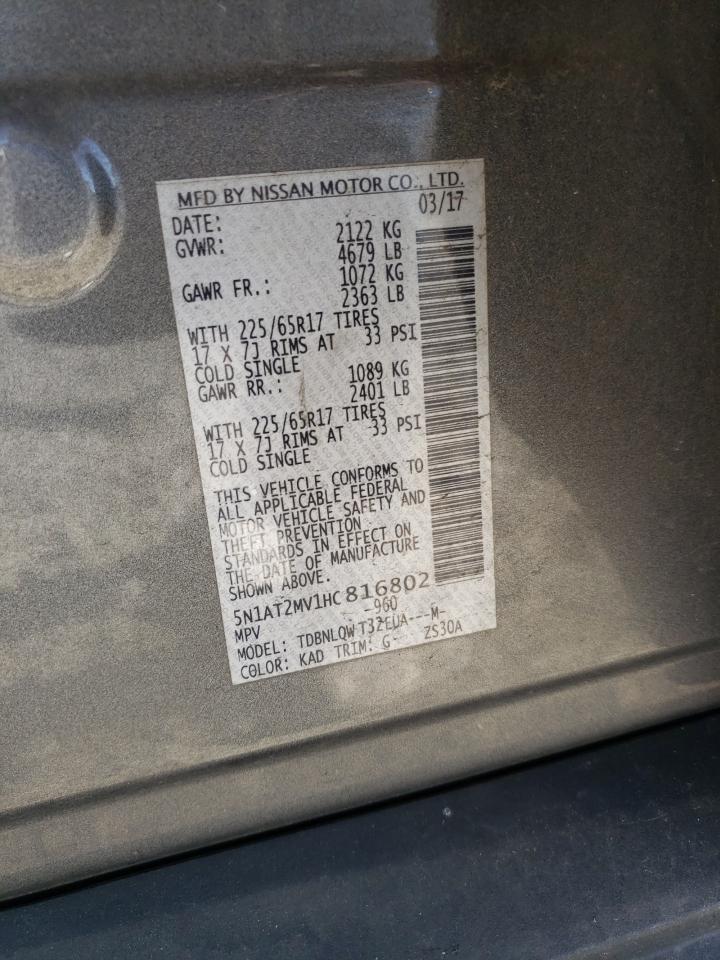 MFD BY NISSAN MOTOR CO., LTD.
DATE: 03/17
GVWR: 2122 KG
4679 LB
GAWR FR.: 1072 KG
2363 LB
WITH 225/65R17 TIRES
17 X 7J RIMS AT 33 PSI
COLD SINGLE
GAWR RR.: 1089 KG
2401 LB
WITH 225/65R17 TIRES
17 X 7J RIMS AT 33 PSI
COLD SINGLE
THIS VEHICLE CONFORMS TO
ALL APPLICABLE FEDERAL
MOTOR VEHICLE SAFETY AND
THEFT PREVENTION
STANDARDS IN EFFECT ON
THE DATE OF MANUFACTURE
SHOWN ABOVE.
5N1AT2MV1HC816802
MPV -960
MODEL: TDBNLQWT32EUA---M-
COLOR: KAD TRIM: G- ZS30A